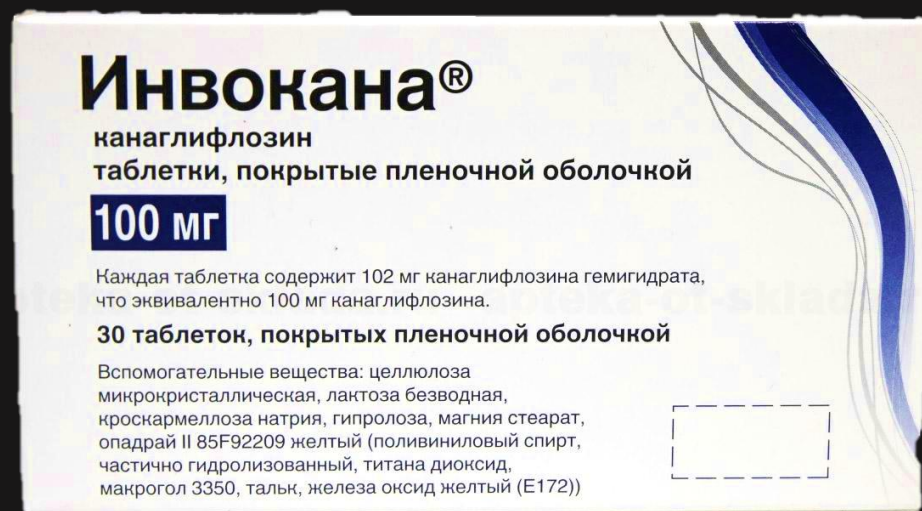 Инвокана®
канаглифлозин
таблетки, покрытые пленочной оболочкой
100 мг
Каждая таблетка содержит 102 мг канаглифлозина гемигидрата,
что эквивалентно 100 мг канаглифлозина.
30 таблеток, покрытых пленочной оболочкой
Вспомогательные вещества: целлюлоза
микрокристаллическая, лактоза безводная,
кроскармеллоза натрия, гипролоза, магния стеарат,
опадрай II 85F92209 желтый (поливиниловый спирт,
частично гидролизованный, титана диоксид,
макрогол 3350, тальк, железа оксид желтый (E172))